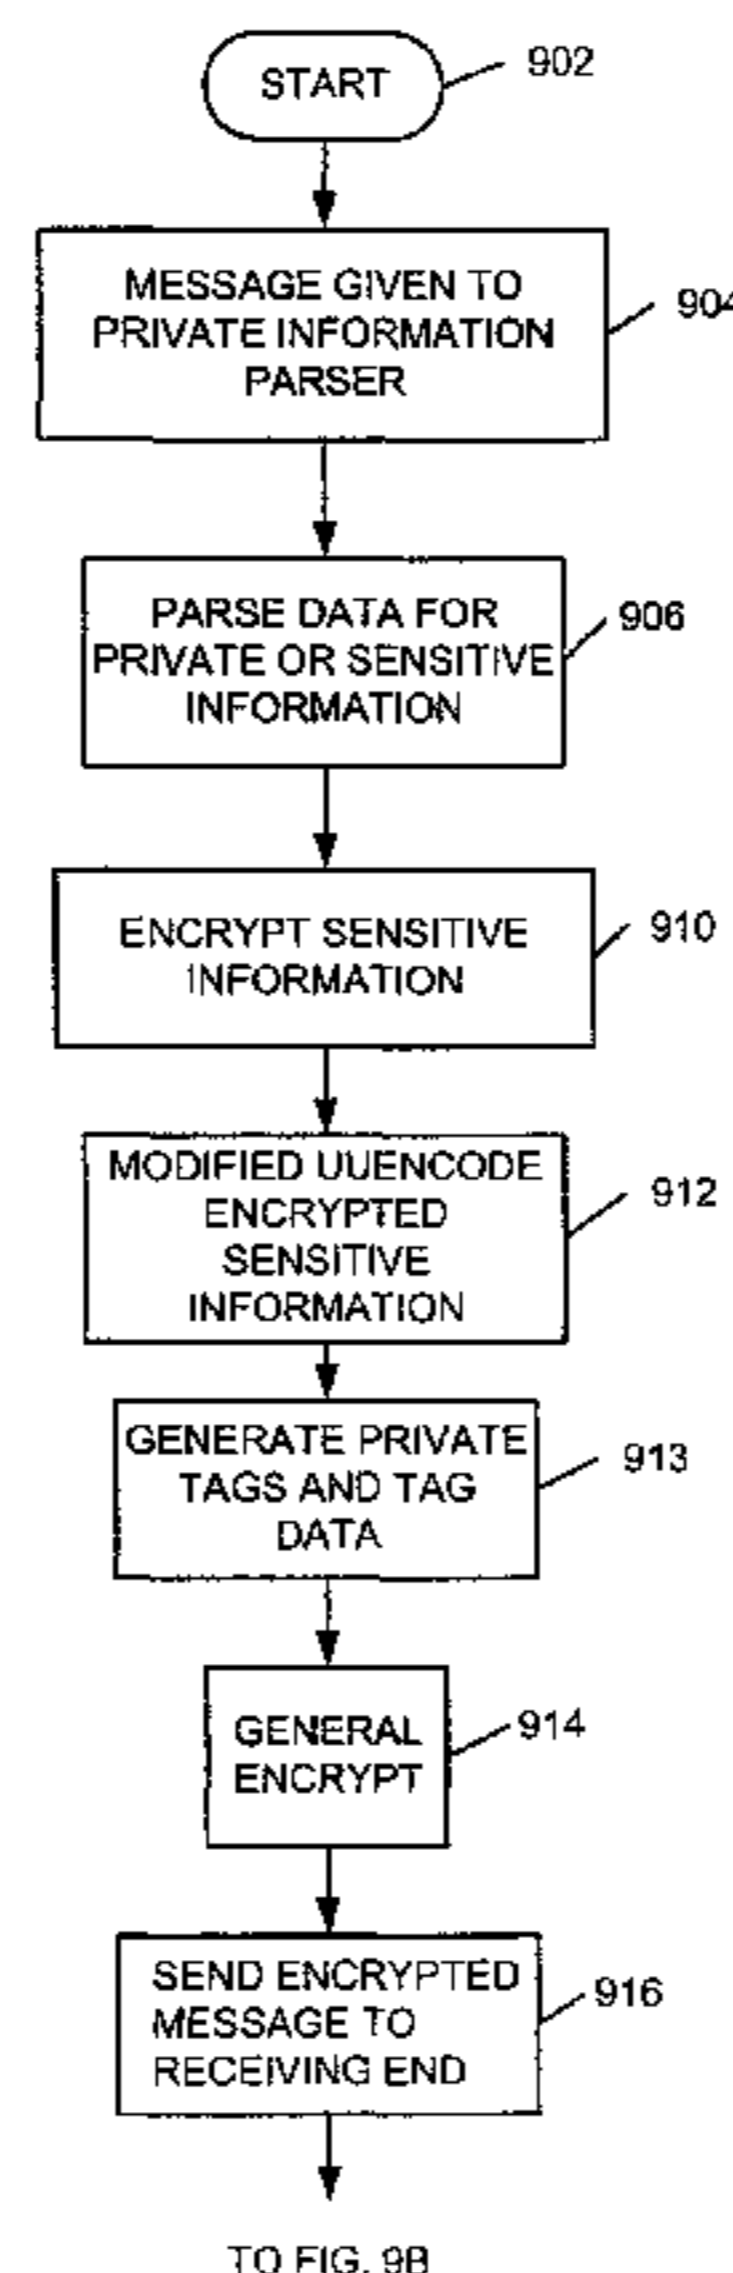 START
902
MESSAGE GIVEN TO
PRIVATE INFORMATION
PARSER
904
PARSE DATA FOR
PRIVATE OR SENSITIVE
INFORMATION
906
ENCRYPT SENSITIVE
INFORMATION
910
MODIFIED UUENCODE
ENCRYPTED
SENSITIVE
INFORMATION
912
GENERATE PRIVATE
TAGS AND TAG
DATA
913
GENERAL
ENCRYPT
914
SEND ENCRYPTED
MESSAGE TO
RECEIVING END
916
TO FIG. 9B